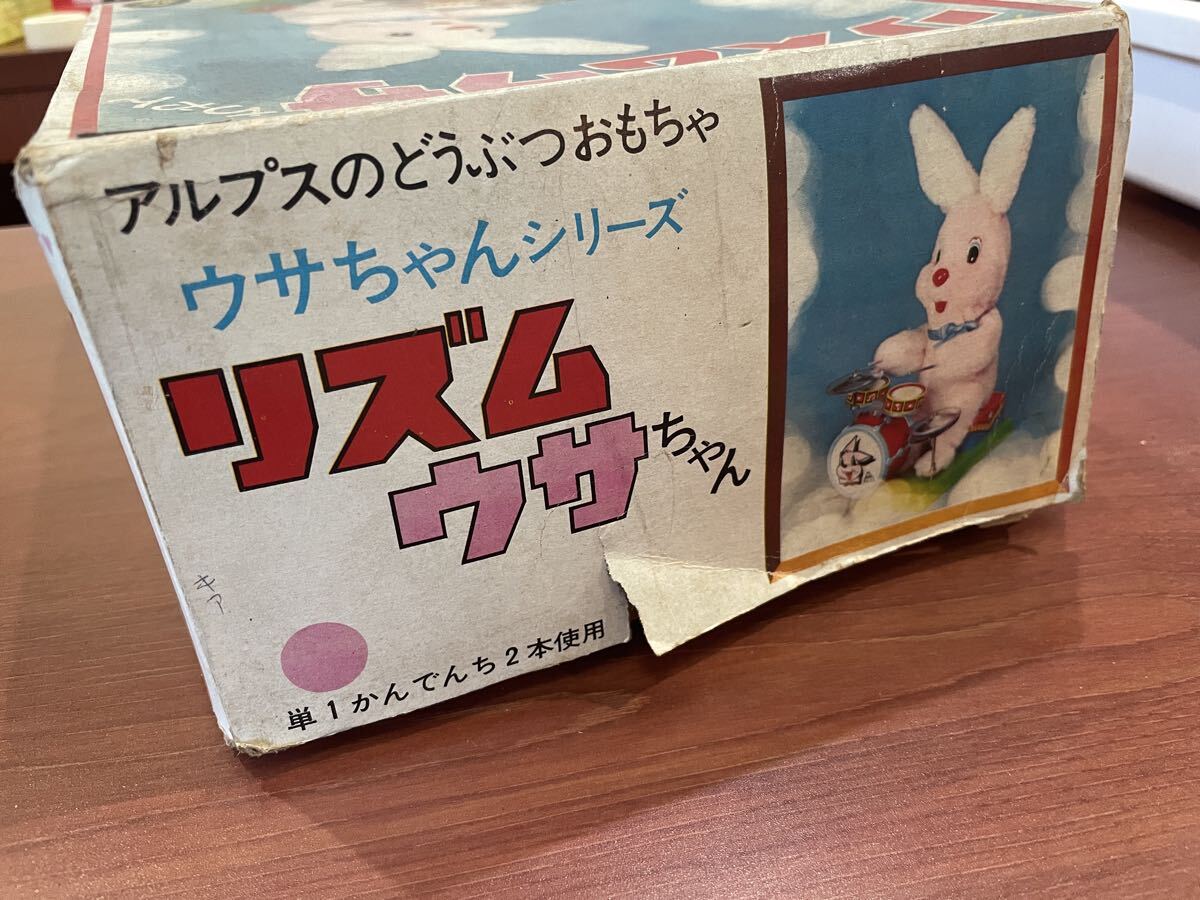 アルプスのどうぶつおもちゃ
ウサちゃんシリーズ
リズム
ウサちゃん
単1かんでんち2本使用
キア